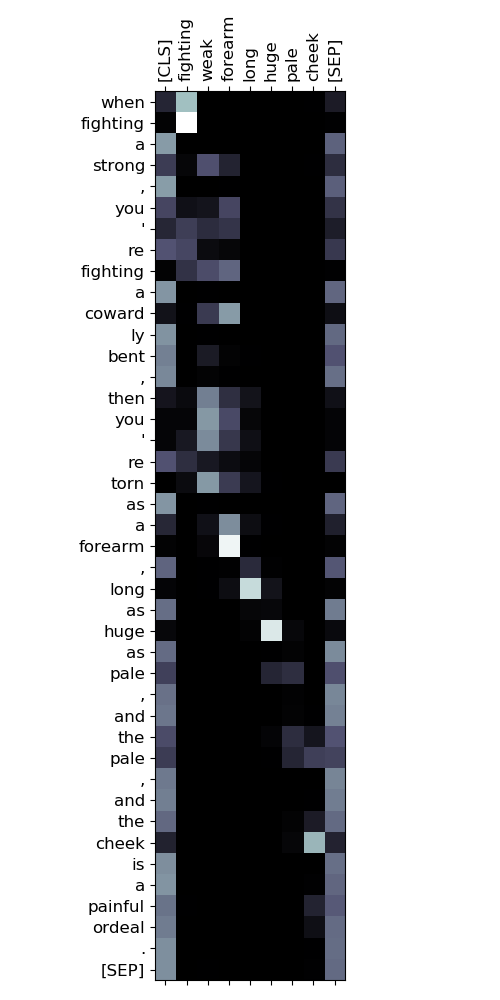 [CLS] fighting weak forearm long huge pale cheek [SEP]
when
fighting
a
strong
,
you
'
re
fighting
a
coward
ly
bent
,
then
you
'
re
torn
as
a
forearm
,
long
as
huge
as
pale
,
and
the
pale
,
and
the
cheek
is
a
painful
ordeal
.
[SEP]